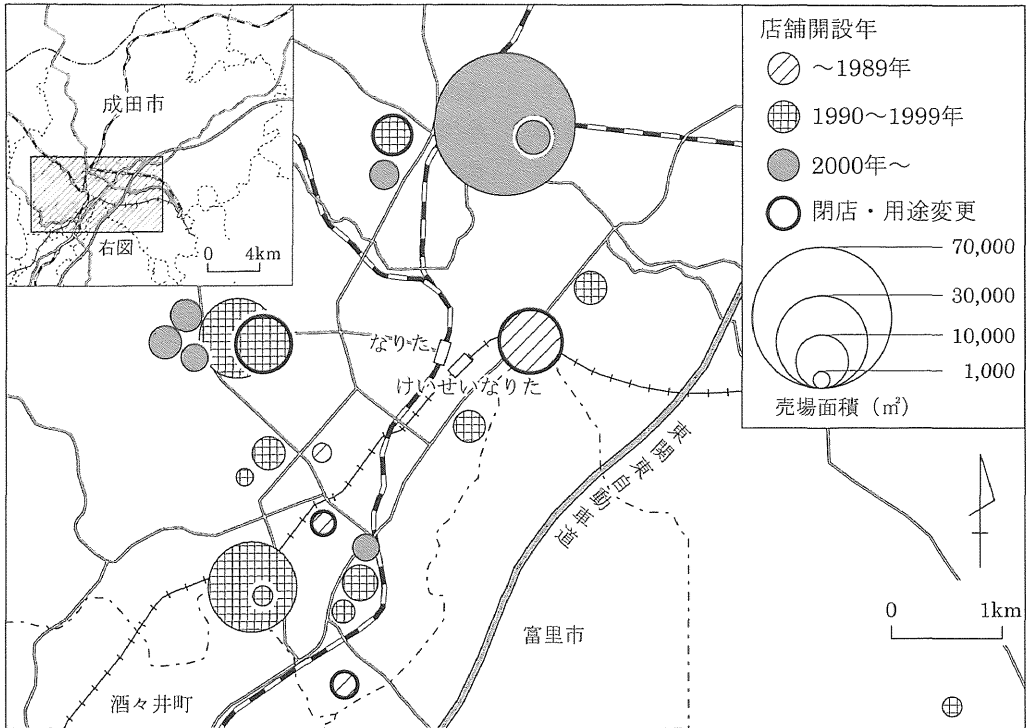 成田市
右図
0 4km
店舗開設年
~1989年
1990~1999年
2000年~
閉店・用途変更
70,000
30,000
10,000
1,000
売場面積(㎡)
なりた
けいせいなりた
東関東自動車道
富里市
酒々井町
0 1km